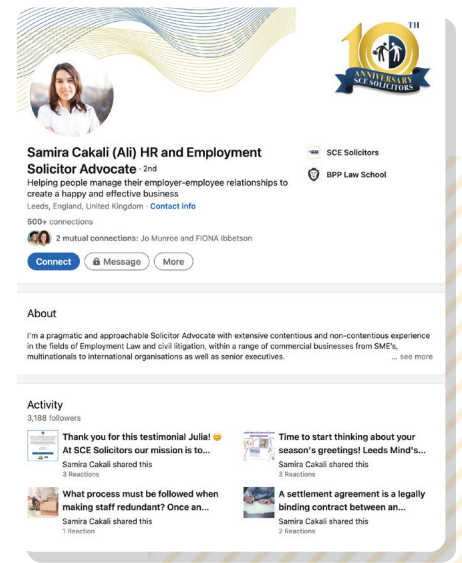 10TH
ANNIVERSARY
SCE SOLICITORS
Samira Cakali (Ali) HR and Employment
Solicitor Advocate · 2nd
Helping people manage their employer-employee relationships to
create a happy and effective business
Leeds, England, United Kingdom · Contact info
500+ connections
2 mutual connections: Jo Munroe and FIONA Ibbetson
Connect
Message
More
SCE Solicitors
BPP Law School
About
I'm a pragmatic and approachable Solicitor Advocate with extensive contentious and non-contentious experience
in the fields of Employment Law and civil litigation, within a range of commercial businesses from SME's,
multinationals to international organisations as well as senior executives.
... see more
Activity
3,188 followers
Thank you for this testimonial Julia! 😊
At SCE Solicitors our mission is to...
Samira Cakali shared this
3 Reactions
Time to start thinking about your
season's greetings! Leeds Mind's...
Samira Cakali shared this
3 Reactions
What process must be followed when
making staff redundant? Once an...
Samira Cakali shared this
1 Reaction
A settlement agreement is a legally
binding contract between an...
Samira Cakali shared this
2 Reactions